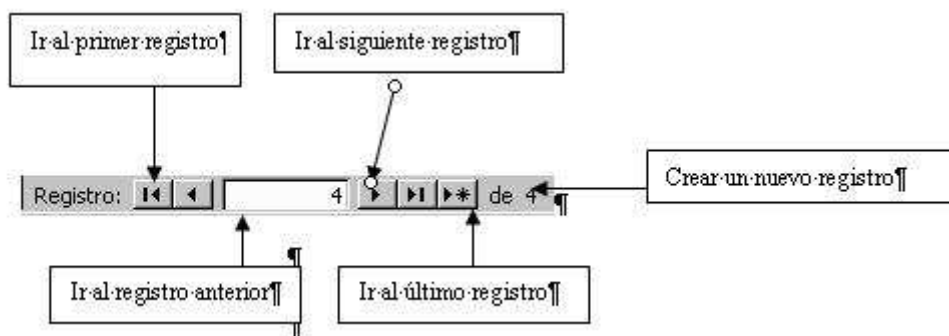 Ir·al·primer·registro¶
Ir·al·siguiente·registro¶
Registro: 4 de 4¶
Crear·un·nuevo·registro¶
¶
Ir·al·registro·anterior¶
Ir·al·último·registro¶
¶